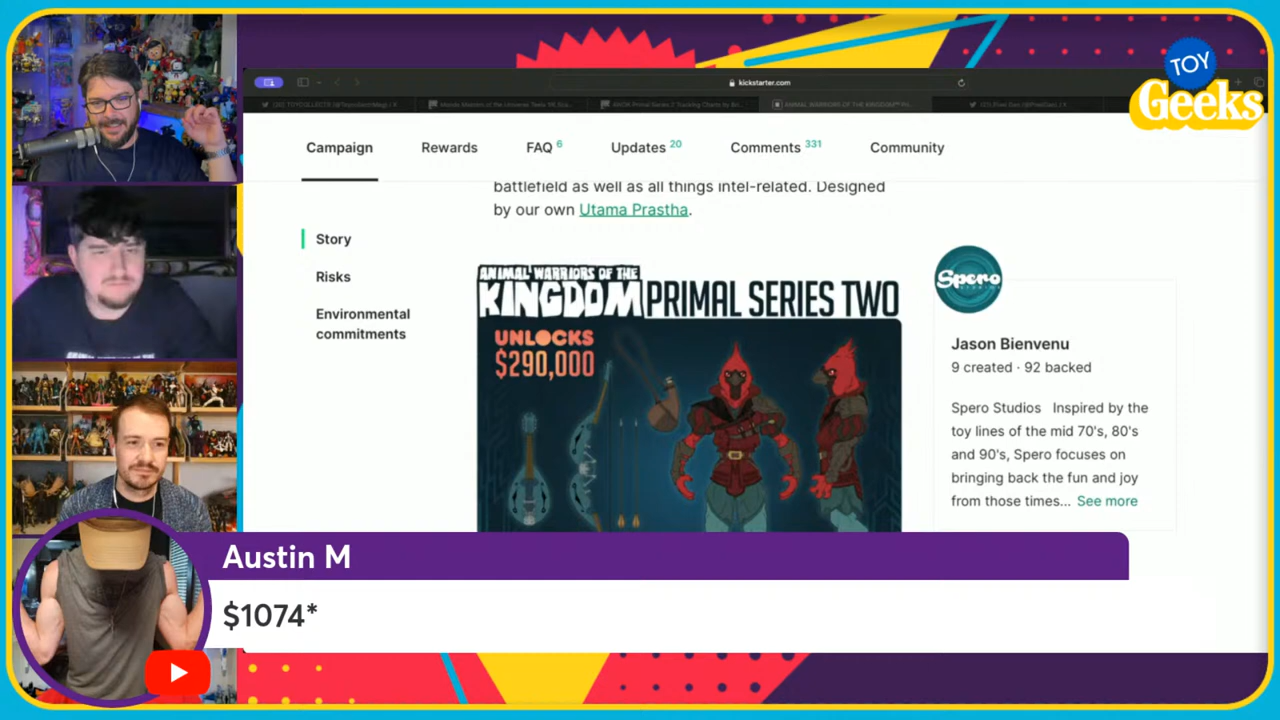 TOY
Geeks
kickstarter.com
Campaign
Rewards
FAQ 6
Updates 20
Comments 331
Community
battlefield as well as all things intel-related. Designed
by our own Utama Prastha.
Story
Risks
Environmental
commitments
ANIMAL WARRIORS OF THE
KINGDOM PRIMAL SERIES TWO
UNLOCKS
$290,000
Spero
STUDIOS
Jason Bienvenu
9 created · 92 backed
Spero Studios Inspired by the
toy lines of the mid 70's, 80's
and 90's, Spero focuses on
bringing back the fun and joy
from those times... See more
Austin M
$1074*